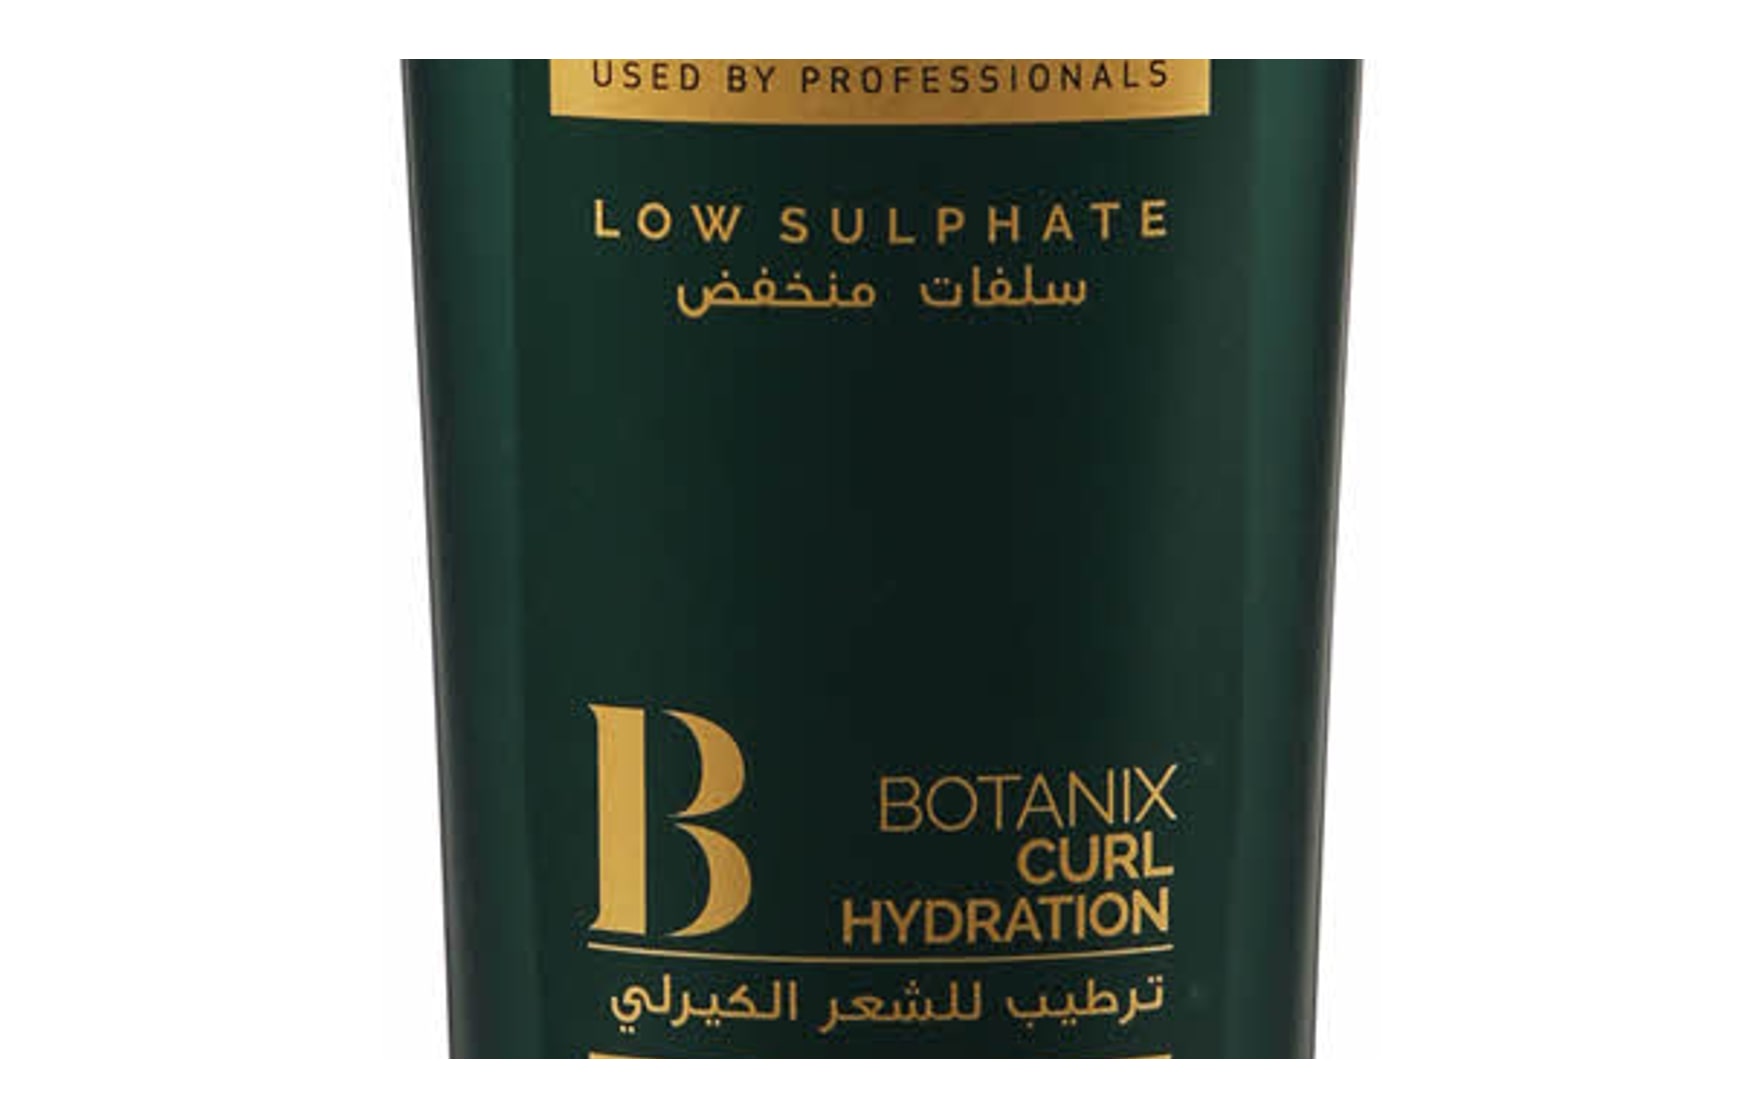 USED BY PROFESSIONALS
LOW SULPHATE
سلفات منخفض
B
BOTANIX
CURL
HYDRATION
ترطيب للشعر الكيرلي